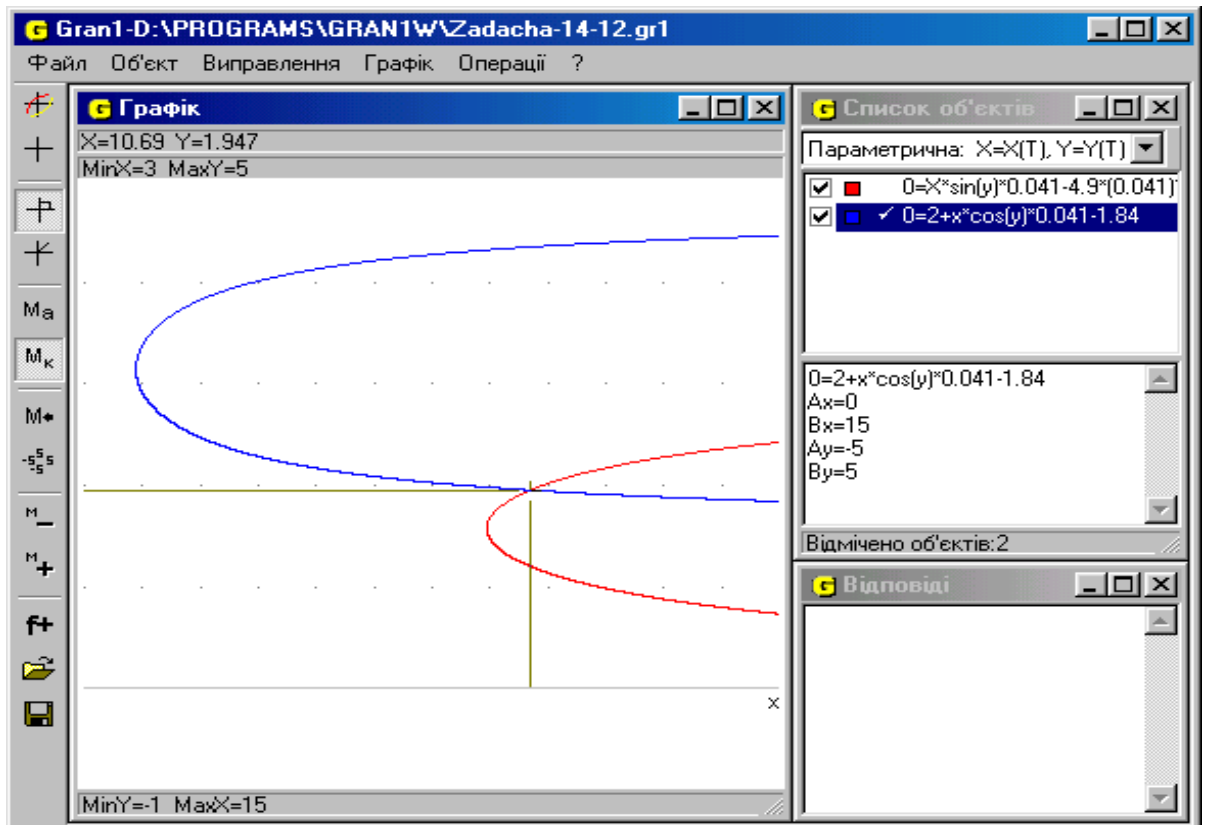 Gran1-D:\PROGRAMS\GRAN1W\Zadacha-14-12.gr1
Файл Об'єкт Виправлення Графік Операції ?
Графік
X=10.69 Y=1.947
MinX=3 MaxY=5
x
MinY=-1 MaxX=15
Ma
Mк
M
-s s s s
M
M+
f+
Список об'єктів
Параметрична: X=X(T), Y=Y(T)
0=X*sin(y)*0.041-4.9*(0.041)
0=2+x*cos(y)*0.041-1.84
0=2+x*cos(y)*0.041-1.84
Ax=0
Bx=15
Ay=-5
By=5
Відмічено об'єктів:2
Відповіді